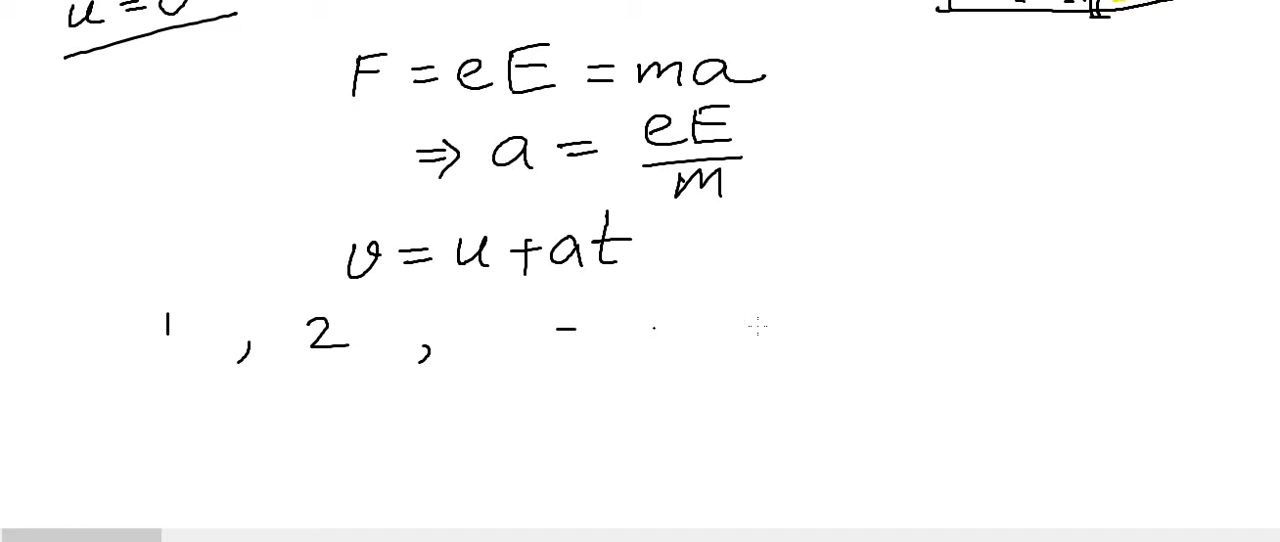 u = 0
F = eE = ma
⇒ a = eE/m
v = u + at
1 , 2 , - .